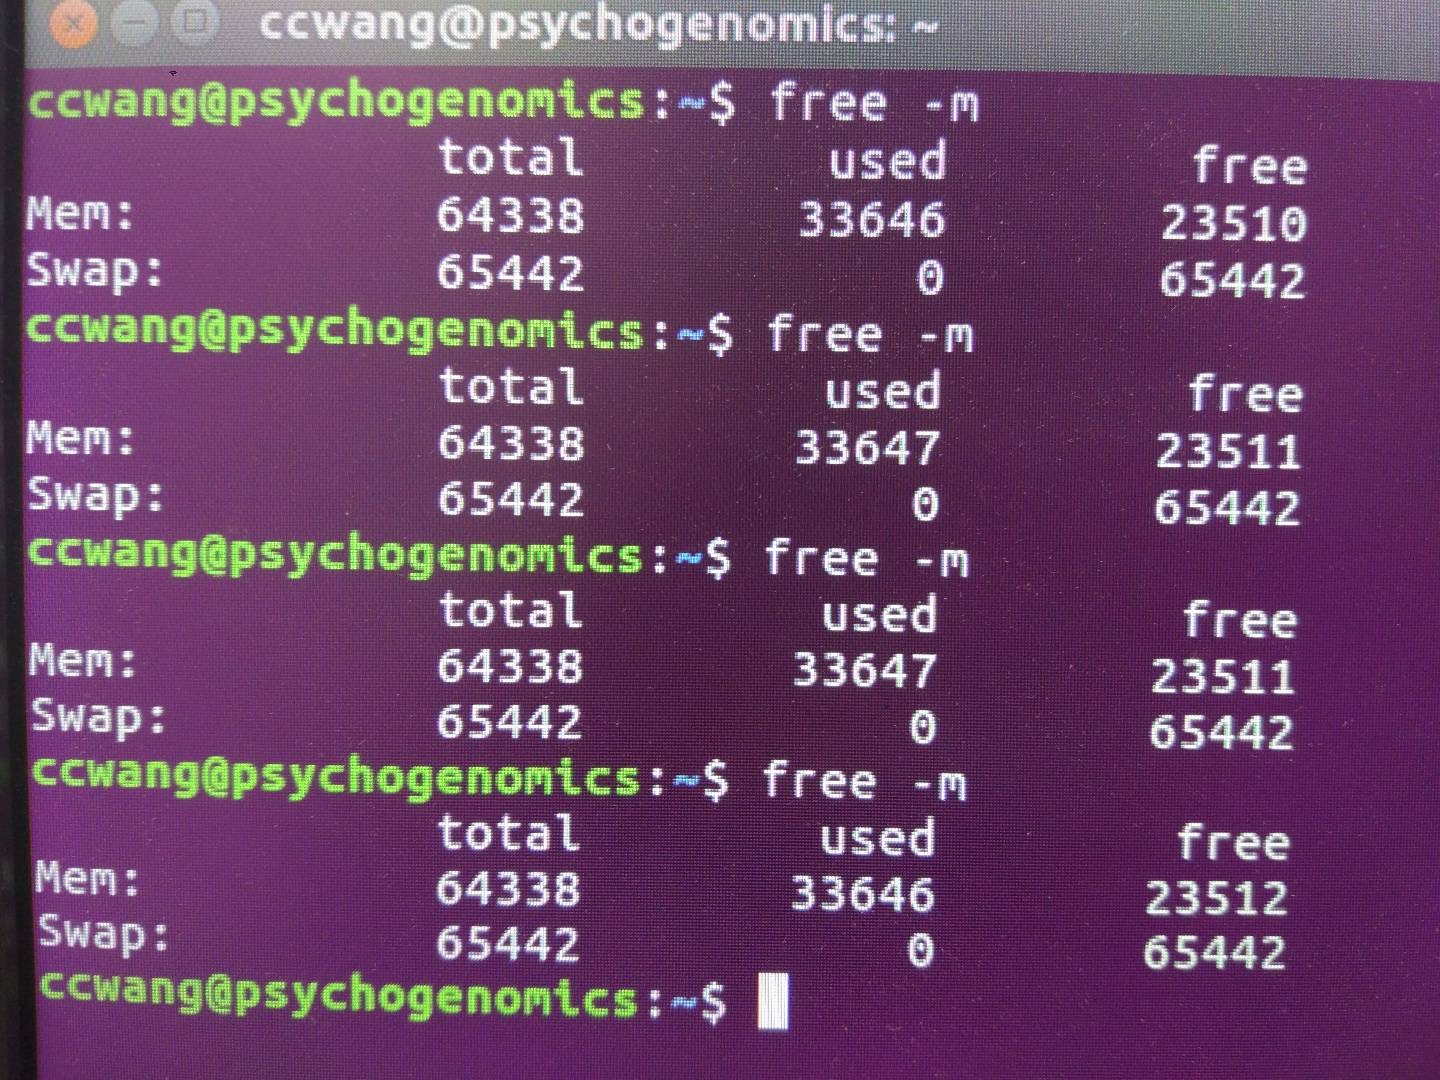 ccwang@psychogenomics: ~
ccwang@psychogenomics:~$ free -m
total used free
Mem: 64338 33646 23510
Swap: 65442 0 65442
ccwang@psychogenomics:~$ free -m
total used free
Mem: 64338 33647 23511
Swap: 65442 0 65442
ccwang@psychogenomics:~$ free -m
total used free
Mem: 64338 33647 23511
Swap: 65442 0 65442
ccwang@psychogenomics:~$ free -m
total used free
Mem: 64338 33646 23512
Swap: 65442 0 65442
ccwang@psychogenomics:~$